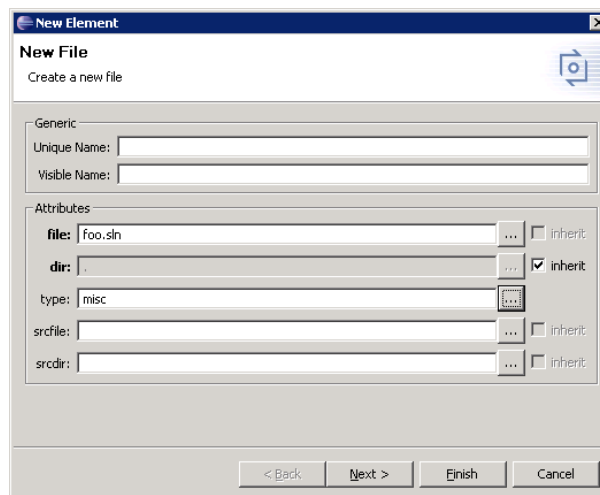 New Element
New File
Create a new file
Generic
Unique Name:
Visible Name:
Attributes
file: foo.sln ... inherit
dir: . ... inherit
type: misc ...
srcfile: ... inherit
srcdir: ... inherit
< Back Next > Finish Cancel